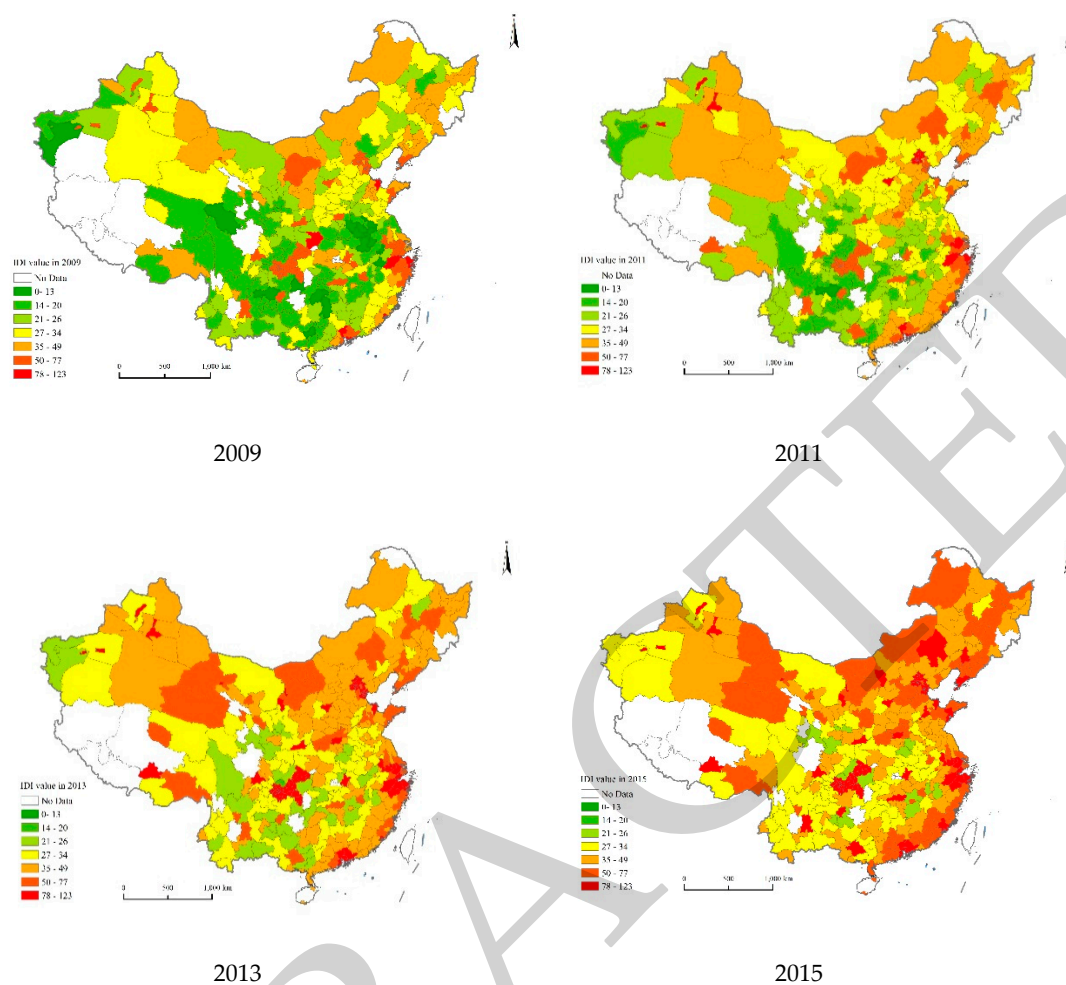 IDI value in 2009
No Data
0- 13
14 - 20
21 - 26
27 - 34
35 - 49
50 - 77
78 - 123
0 500 1,000 km
2009
IDI value in 2011
No Data
0- 13
14 - 20
21 - 26
27 - 34
35 - 49
50 - 77
78 - 123
0 500 1,000 km
2011
IDI value in 2013
No Data
0- 13
14 - 20
21 - 26
27 - 34
35 - 49
50 - 77
78 - 123
0 500 1,000 km
2013
IDI value in 2015
No Data
0- 13
14 - 20
21 - 26
27 - 34
35 - 49
50 - 77
78 - 123
0 500 1,000 km
2015
RACTE